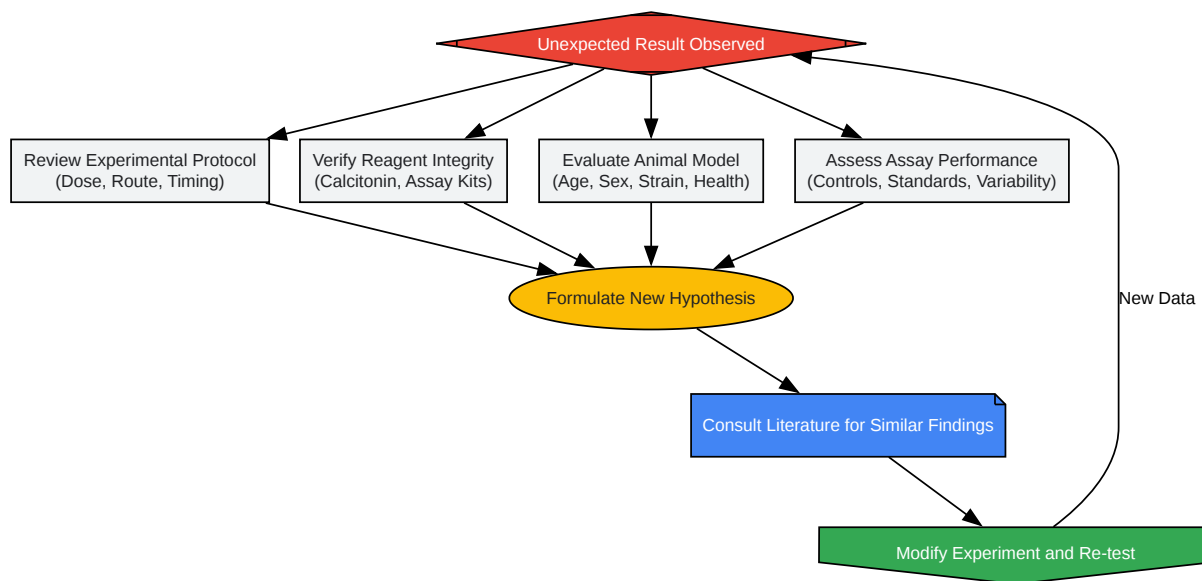 Unexpected Result Observed
Review Experimental Protocol
(Dose, Route, Timing)
Verify Reagent Integrity
(Calcitonin, Assay Kits)
Evaluate Animal Model
(Age, Sex, Strain, Health)
Assess Assay Performance
(Controls, Standards, Variability)
Formulate New Hypothesis
New Data
Consult Literature for Similar Findings
Modify Experiment and Re-test